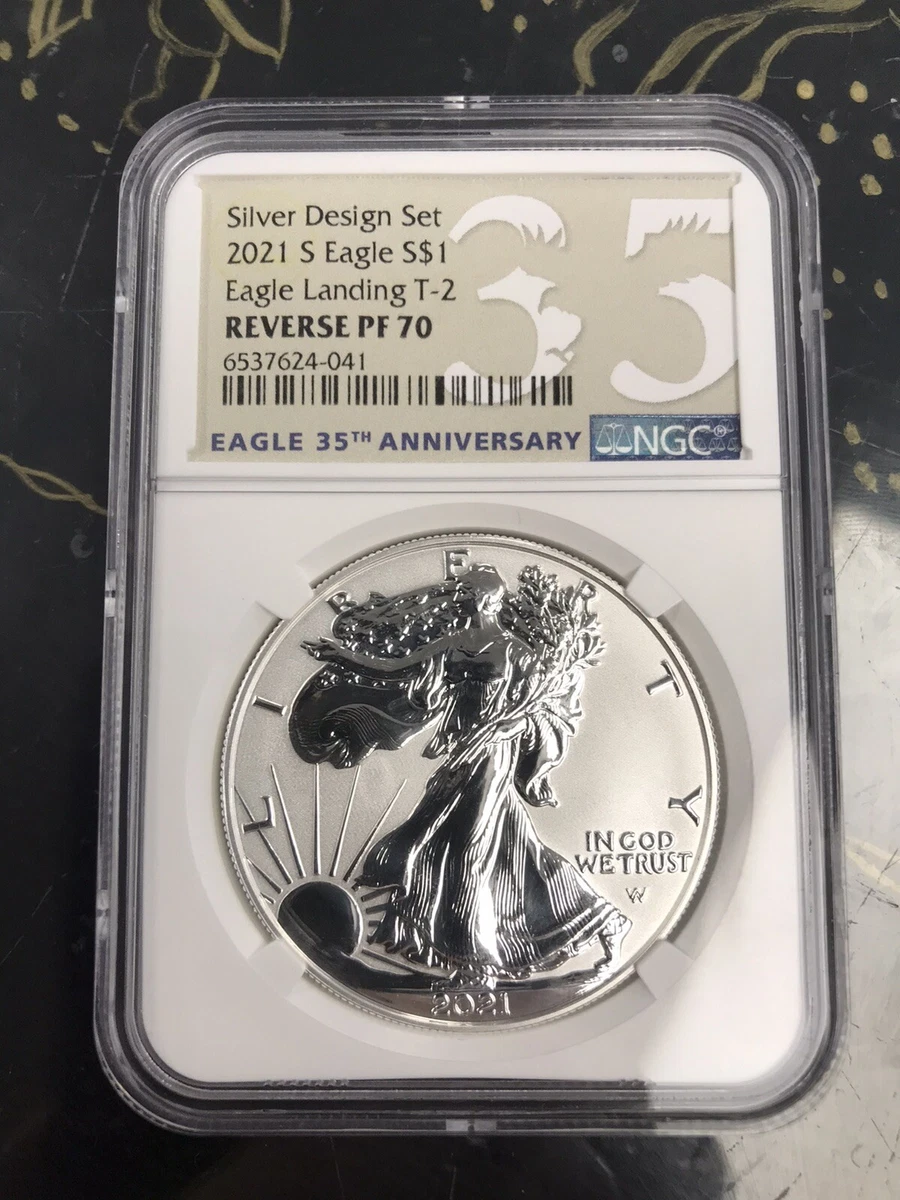 Silver Design Set
2021 S Eagle S$1
Eagle Landing T-2
REVERSE PF 70
6537624-041
35
EAGLE 35TH ANNIVERSARY
NGC®
LIBERTY
IN GOD
WE TRUST
W
2021